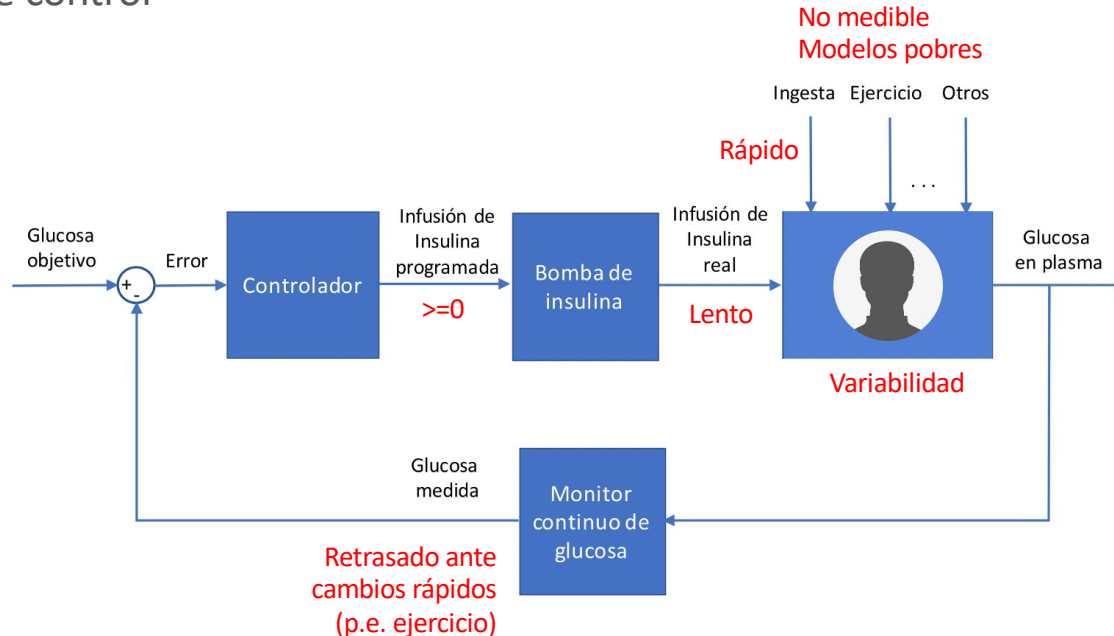 e control
No medible
Modelos pobres
Ingesta Ejercicio Otros
Rápido
. . .
Glucosa
objetivo
+
-
Error
Controlador
Infusión de
Insulina
programada
>=0
Bomba de
insulina
Infusión de
Insulina
real
Lento
Glucosa
en plasma
Variabilidad
Glucosa
medida
Monitor
continuo de
glucosa
Retrasado ante
cambios rápidos
(p.e. ejercicio)